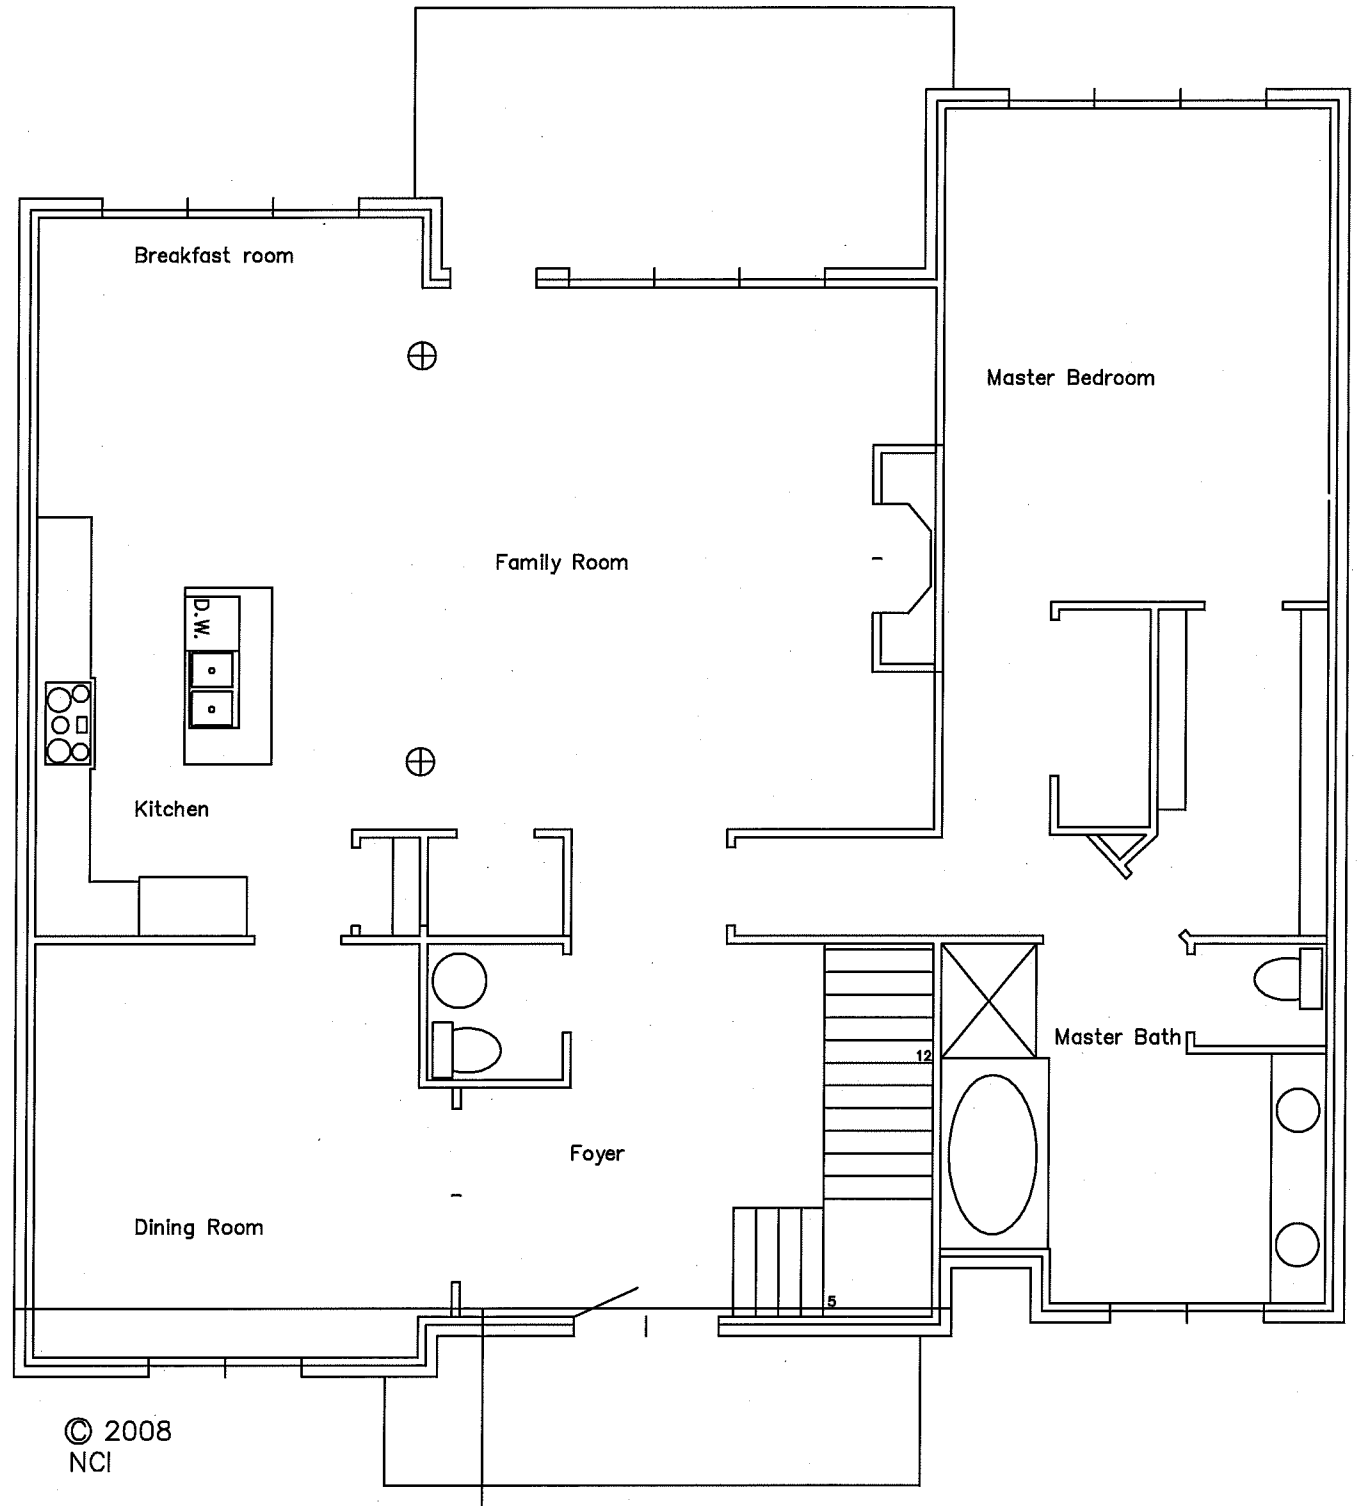 Breakfast room
Master Bedroom
Family Room
D.W.
Kitchen
Master Bath
12
Foyer
Dining Room
5
© 2008
NCI